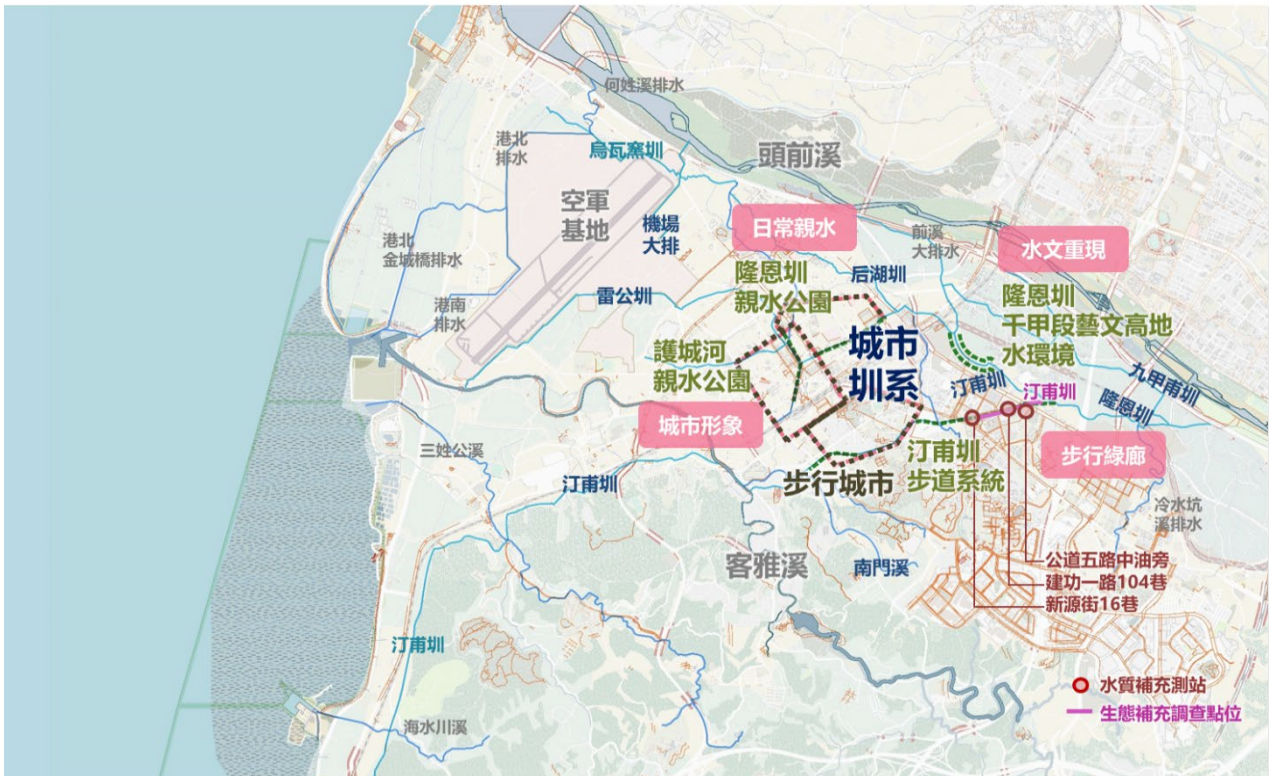 何姓溪排水
港北
排水
烏瓦窯圳
頭前溪
空軍
基地
機場
大排
日常親水
前溪
大排水
水文重現
港北
金城橋排水
隆恩圳
親水公園
后湖圳
港南
排水
雷公圳
隆恩圳
千甲段藝文高地
水環境
護城河
親水公園
城市
圳系
汀甫圳
汀甫圳
九甲甫圳
隆恩圳
城市形象
三姓公溪
汀甫圳
步行城市
汀甫圳
步道系統
步行綠廊
冷水坑
溪排水
客雅溪
南門溪
公道五路中油旁
建功一路104巷
新源街16巷
汀甫圳
海水川溪
水質補充測站
生態補充調查點位